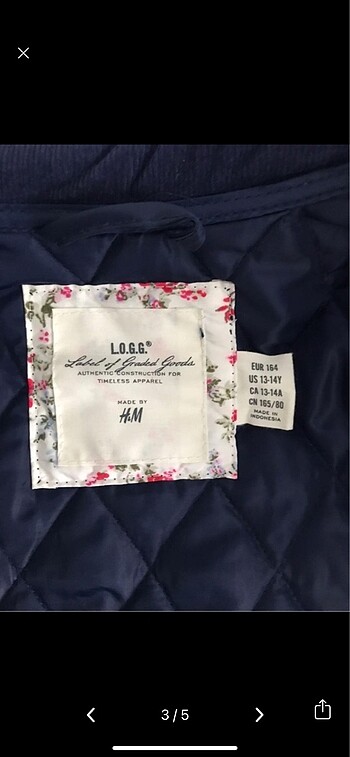 L.O.G.G.®
Label of Graded Goods
AUTHENTIC CONSTRUCTION FOR
TIMELESS APPAREL
MADE BY
H&M
EUR 164
US 13-14Y
CA 13-14A
CN 165/80
MADE IN
INDONESIA
3/5